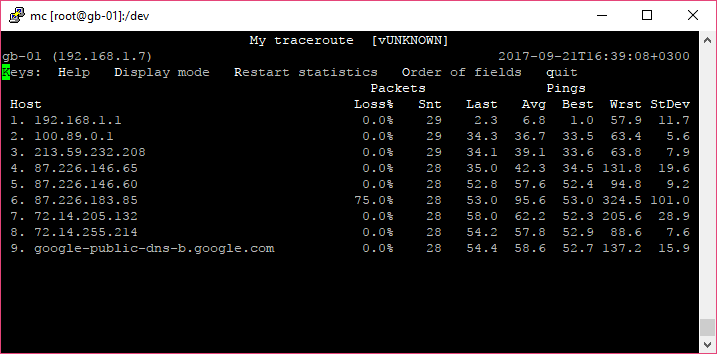 mc [root@gb-01]:/dev
My traceroute [vUNKNOWN]
gb-01 (192.168.1.7) 2017-09-21T16:39:08+0300
Keys: Help Display mode Restart statistics Order of fields quit
Packets Pings
Host Loss% Snt Last Avg Best Wrst StDev
1. 192.168.1.1 0.0% 29 2.3 6.8 1.0 57.9 11.7
2. 100.89.0.1 0.0% 29 34.3 36.7 33.5 63.4 5.6
3. 213.59.232.208 0.0% 29 34.1 39.1 33.6 63.8 7.9
4. 87.226.146.65 0.0% 28 35.0 42.3 34.5 131.8 19.6
5. 87.226.146.60 0.0% 28 52.8 57.6 52.4 94.8 9.2
6. 87.226.183.85 75.0% 28 53.0 95.6 53.0 324.5 101.0
7. 72.14.205.132 0.0% 28 58.0 62.2 52.3 205.6 28.9
8. 72.14.255.214 0.0% 28 54.2 57.8 52.9 88.6 7.6
9. google-public-dns-b.google.com 0.0% 28 54.4 58.6 52.7 137.2 15.9